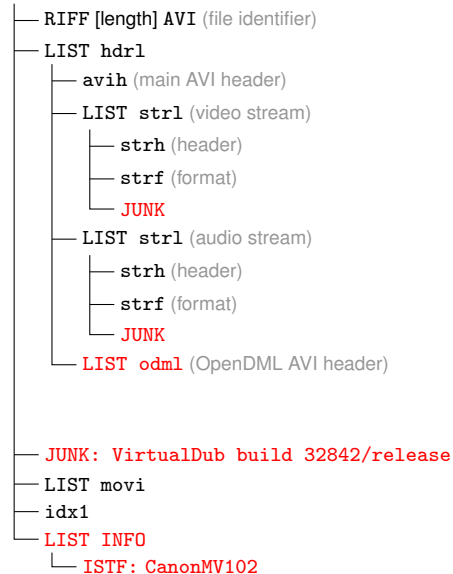 RIFF [length] AVI (file identifier)
LIST hdrl
avih (main AVI header)
LIST strl (video stream)
strh (header)
strf (format)
JUNK
LIST strl (audio stream)
strh (header)
strf (format)
JUNK
LIST odml (OpenDML AVI header)
JUNK: VirtualDub build 32842/release
LIST movi
idx1
LIST INFO
ISTF: CanonMV102